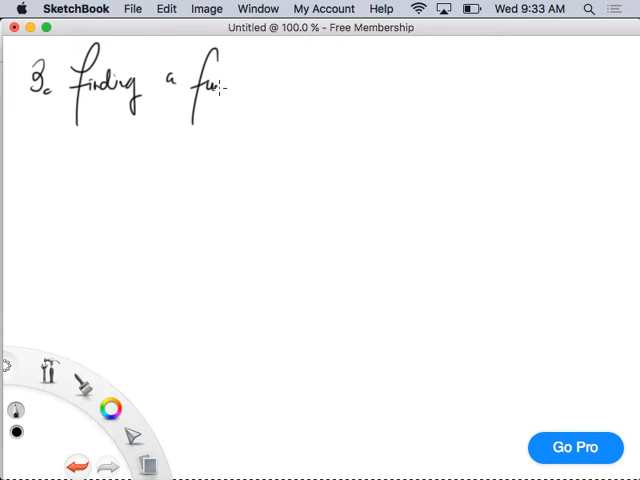 SketchBook File Edit Image Window My Account Help Wed 9:33 AM
Untitled @ 100.0 % - Free Membership
3. Finding a fu
Go Pro